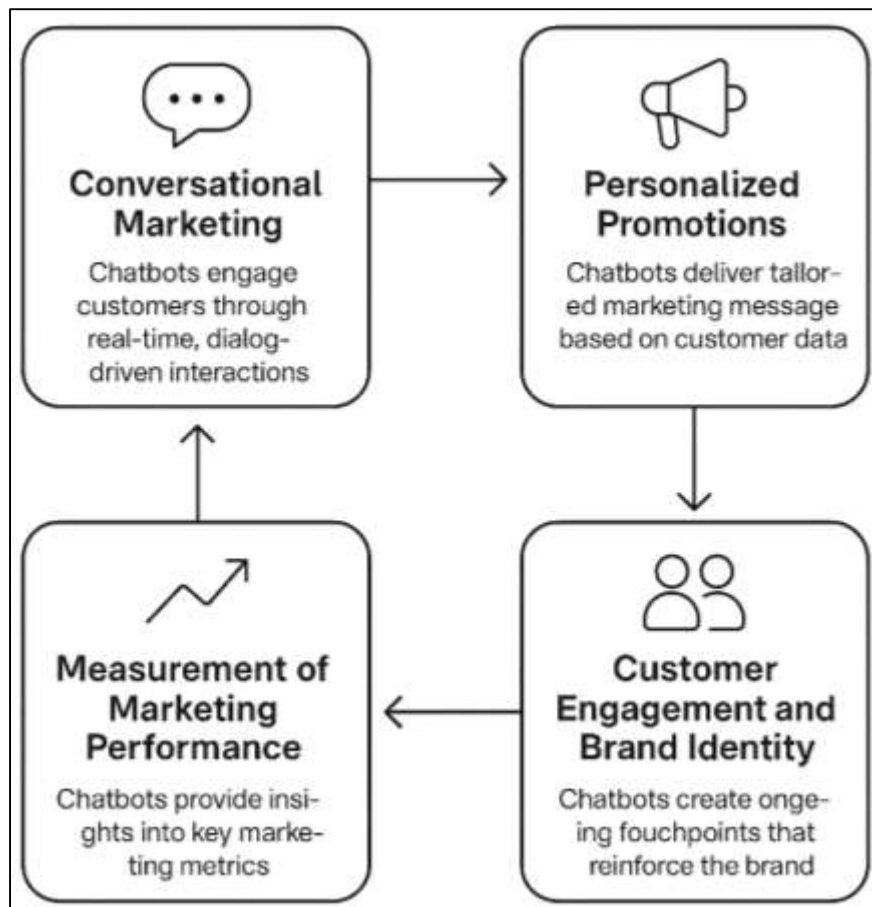 Conversational
Marketing
Chatbots engage
customers through
real-time, dialog-
driven interactions
Personalized
Promotions
Chatbots deliver tallor-
ed marketing message
based on customer data
Customer
Engagement and
Brand Identity
Chatbots create onge-
ing fouchpoints that
reinforce the brand
Measurement of
Marketing
Performance
Chatbots provide insi-
ghts into key marke-
ting metrics